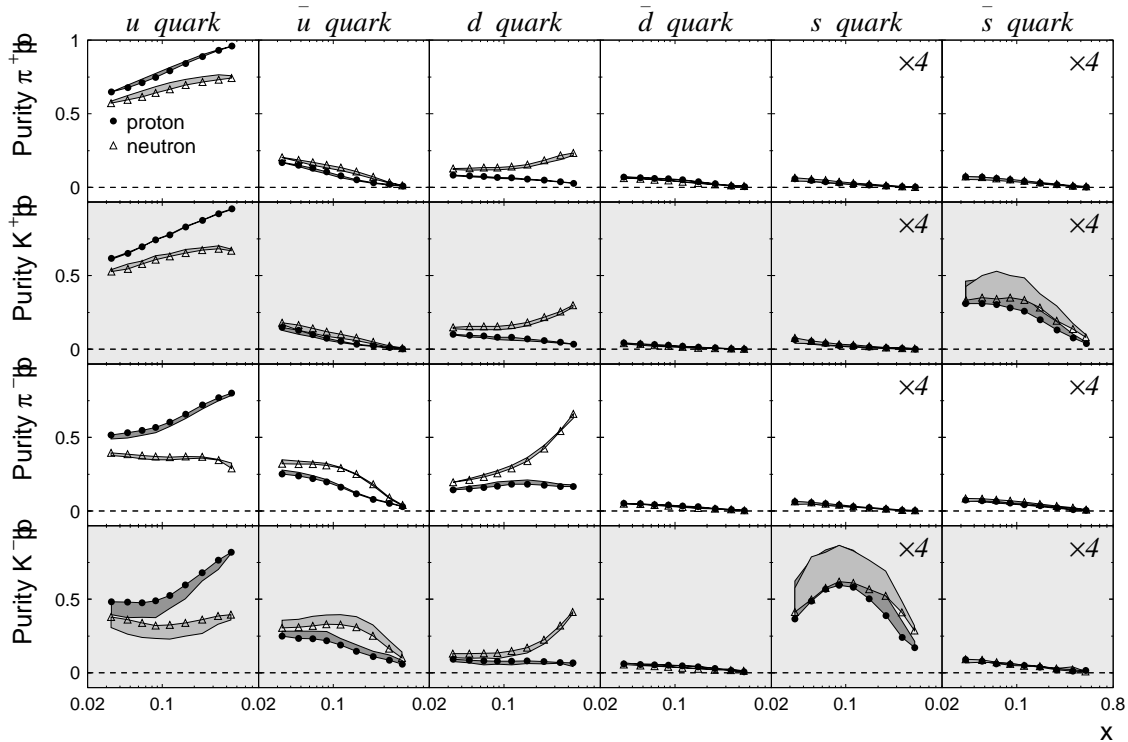 u quark ū quark d quark d̄ quark s quark s̄ quark
Purity π⁺
1
0.5
0
×4 ×4
proton
neutron
Purity K⁺
0.5
0
×4 ×4
Purity π⁻
0.5
0
×4 ×4
Purity K⁻
0.5
0
×4 ×4
0.02 0.1 0.02 0.1 0.02 0.1 0.02 0.1 0.02 0.1 0.02 0.1 0.8
x